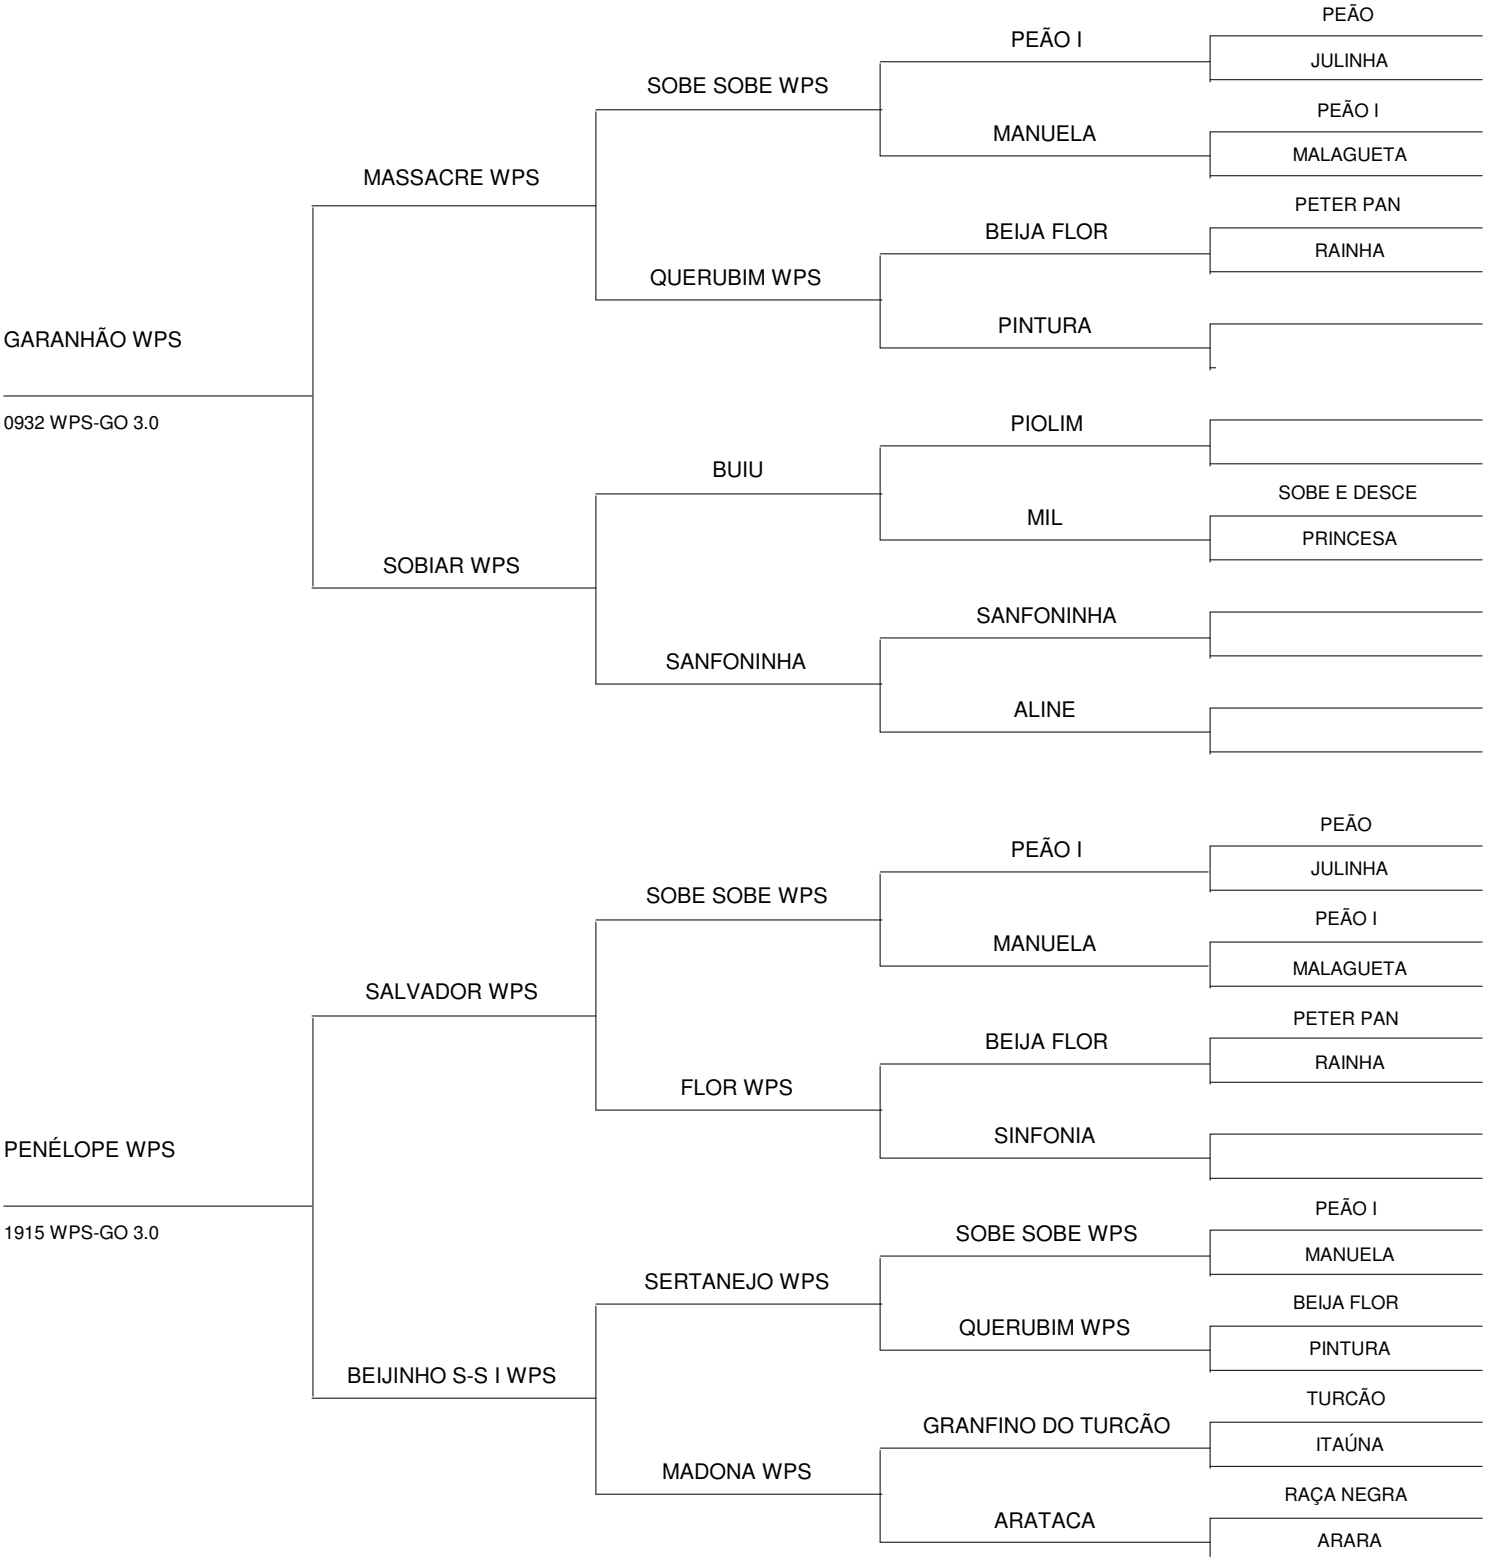 PEÃO
PEÃO I
JULINHA
SOBE SOBE WPS
PEÃO I
MANUELA
MALAGUETA
MASSACRE WPS
PETER PAN
BEIJA FLOR
RAINHA
QUERUBIM WPS
PINTURA
GARANHÃO WPS
0932 WPS-GO 3.0
PIOLIM
BUIU
SOBE E DESCE
MIL
PRINCESA
SOBIAR WPS
SANFONINHA
SANFONINHA
ALINE
PEÃO
PEÃO I
JULINHA
SOBE SOBE WPS
PEÃO I
MANUELA
MALAGUETA
SALVADOR WPS
PETER PAN
BEIJA FLOR
RAINHA
FLOR WPS
SINFONIA
PENÉLOPE WPS
PEÃO I
1915 WPS-GO 3.0
SOBE SOBE WPS
MANUELA
SERTANEJO WPS
BEIJA FLOR
QUERUBIM WPS
PINTURA
BEIJINHO S-S I WPS
TURCÃO
GRANFINO DO TURCÃO
ITAÚNA
MADONA WPS
RAÇA NEGRA
ARATACA
ARARA